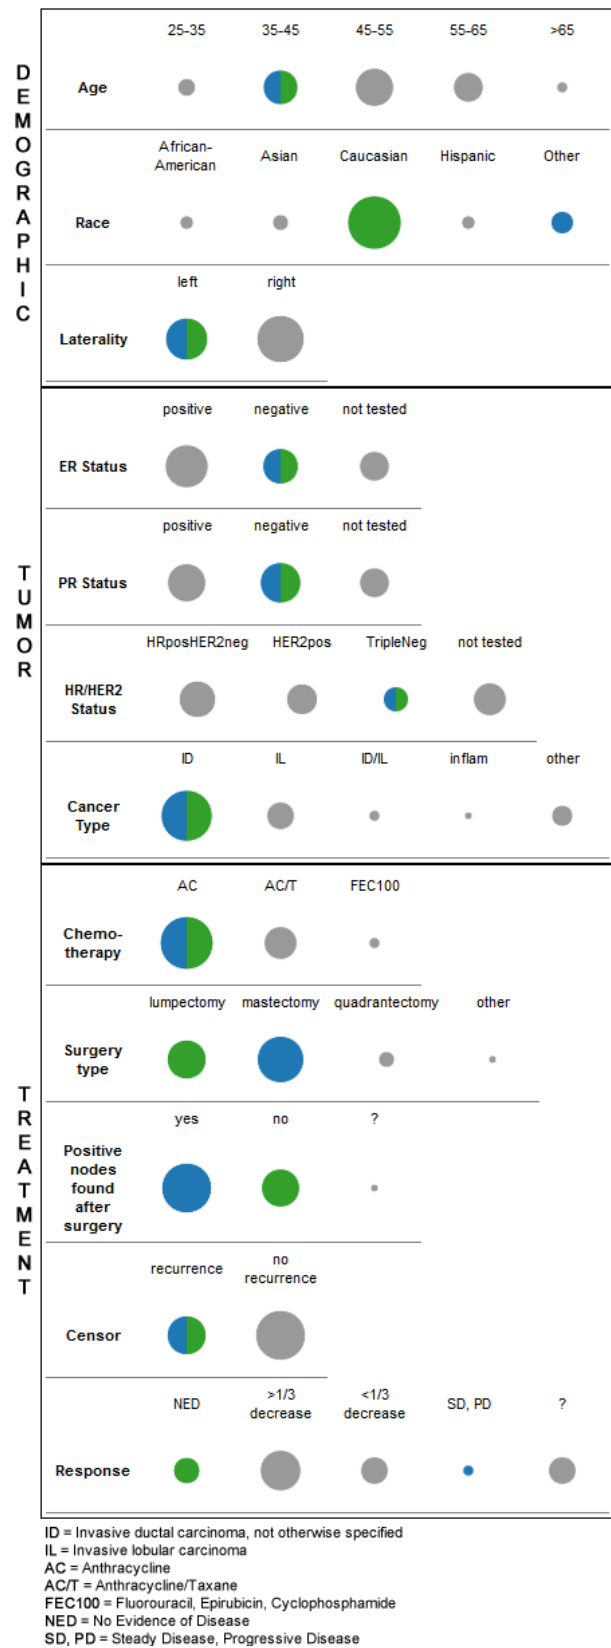 DEMOGRAPHIC
25-35 35-45 45-55 55-65 >65
Age
African-
American Asian Caucasian Hispanic Other
Race
left right
Laterality
TUMOR
positive negative not tested
ER Status
positive negative not tested
PR Status
HRposHER2neg HER2pos TripleNeg not tested
HR/HER2
Status
ID IL ID/IL inflam other
Cancer
Type
TREATMENT
AC AC/T FEC100
Chemo-
therapy
lumpectomy mastectomy quadrantectomy other
Surgery
type
yes no ?
Positive
nodes
found
after
surgery
recurrence no
recurrence
Censor
NED >1/3
decrease <1/3
decrease SD, PD ?
Response
ID = Invasive ductal carcinoma, not otherwise specified
IL = Invasive lobular carcinoma
AC = Anthracycline
AC/T = Anthracycline/Taxane
FEC100 = Fluorouracil, Epirubicin, Cyclophosphamide
NED = No Evidence of Disease
SD, PD = Steady Disease, Progressive Disease